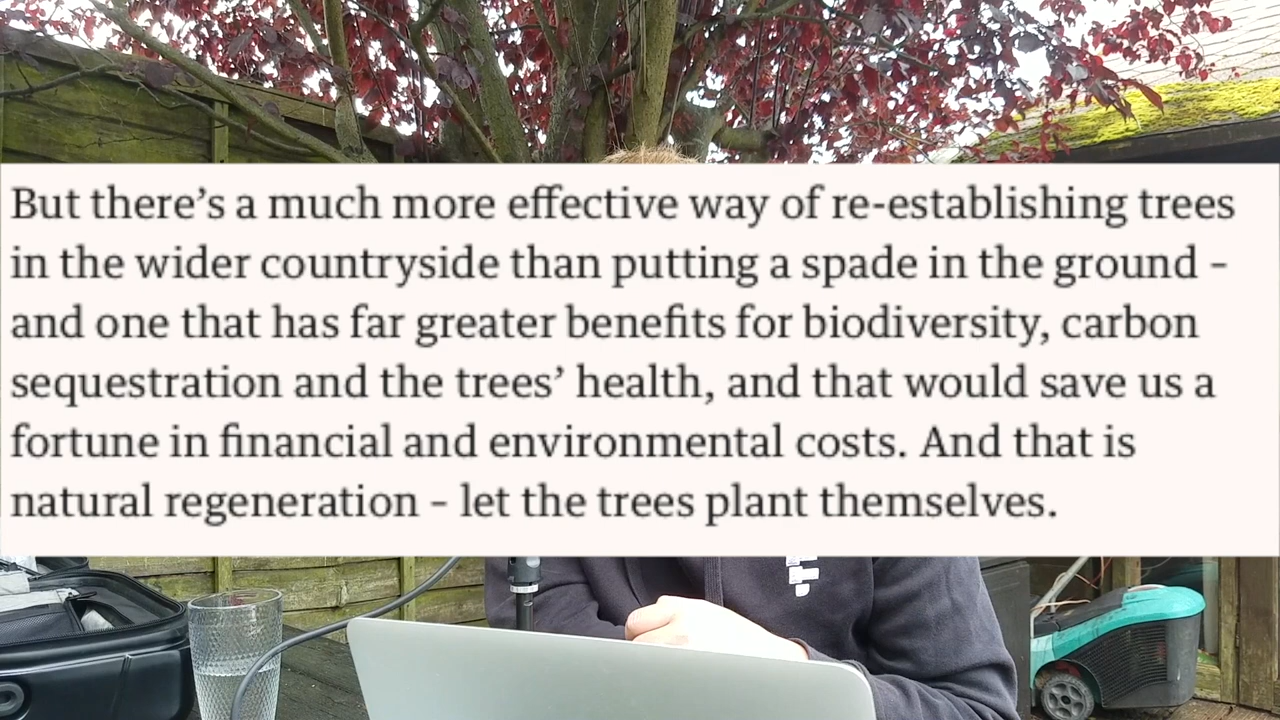 But there’s a much more effective way of re-establishing trees
in the wider countryside than putting a spade in the ground –
and one that has far greater benefits for biodiversity, carbon
sequestration and the trees’ health, and that would save us a
fortune in financial and environmental costs. And that is
natural regeneration – let the trees plant themselves.